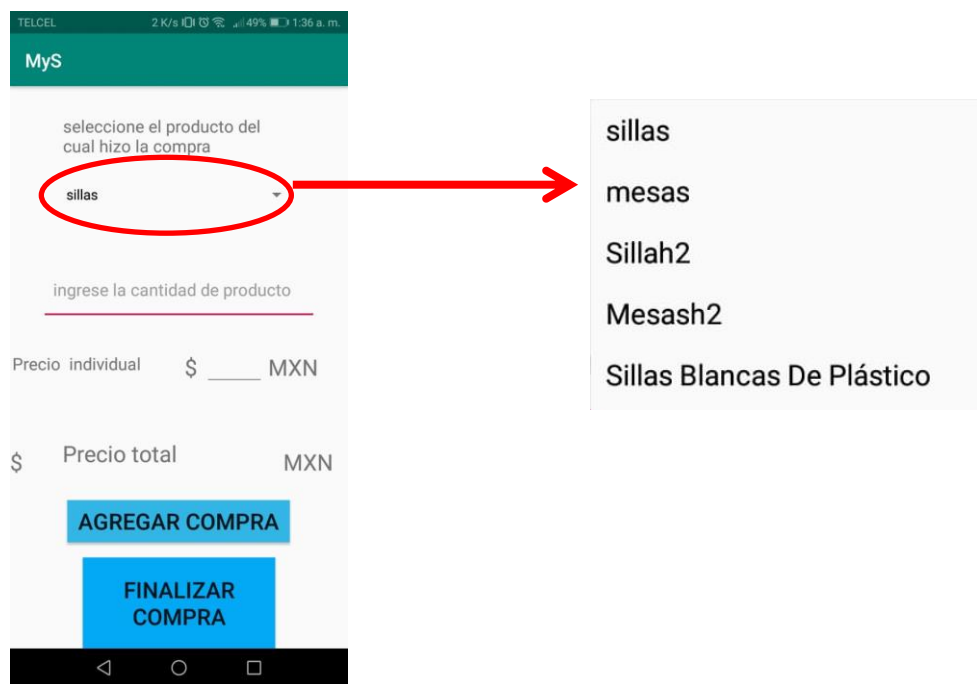 TELCEL 2 K/s 49% 1:36 a. m.
MyS
seleccione el producto del
cual hizo la compra
sillas
ingrese la cantidad de producto
Precio individual $ ____ MXN
$ Precio total MXN
AGREGAR COMPRA
FINALIZAR
COMPRA
sillas
mesas
Sillah2
Mesash2
Sillas Blancas De Plástico